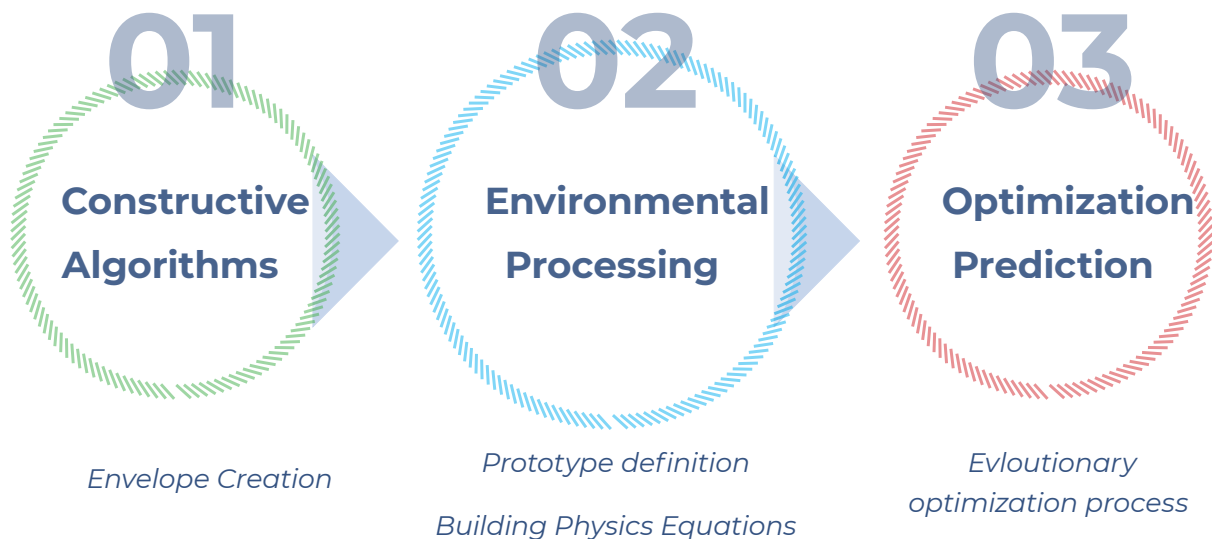 01
Constructive
Algorithms
Envelope Creation
02
Environmental
Processing
Prototype definition
Building Physics Equations
03
Optimization
Prediction
Evloutionary
optimization process